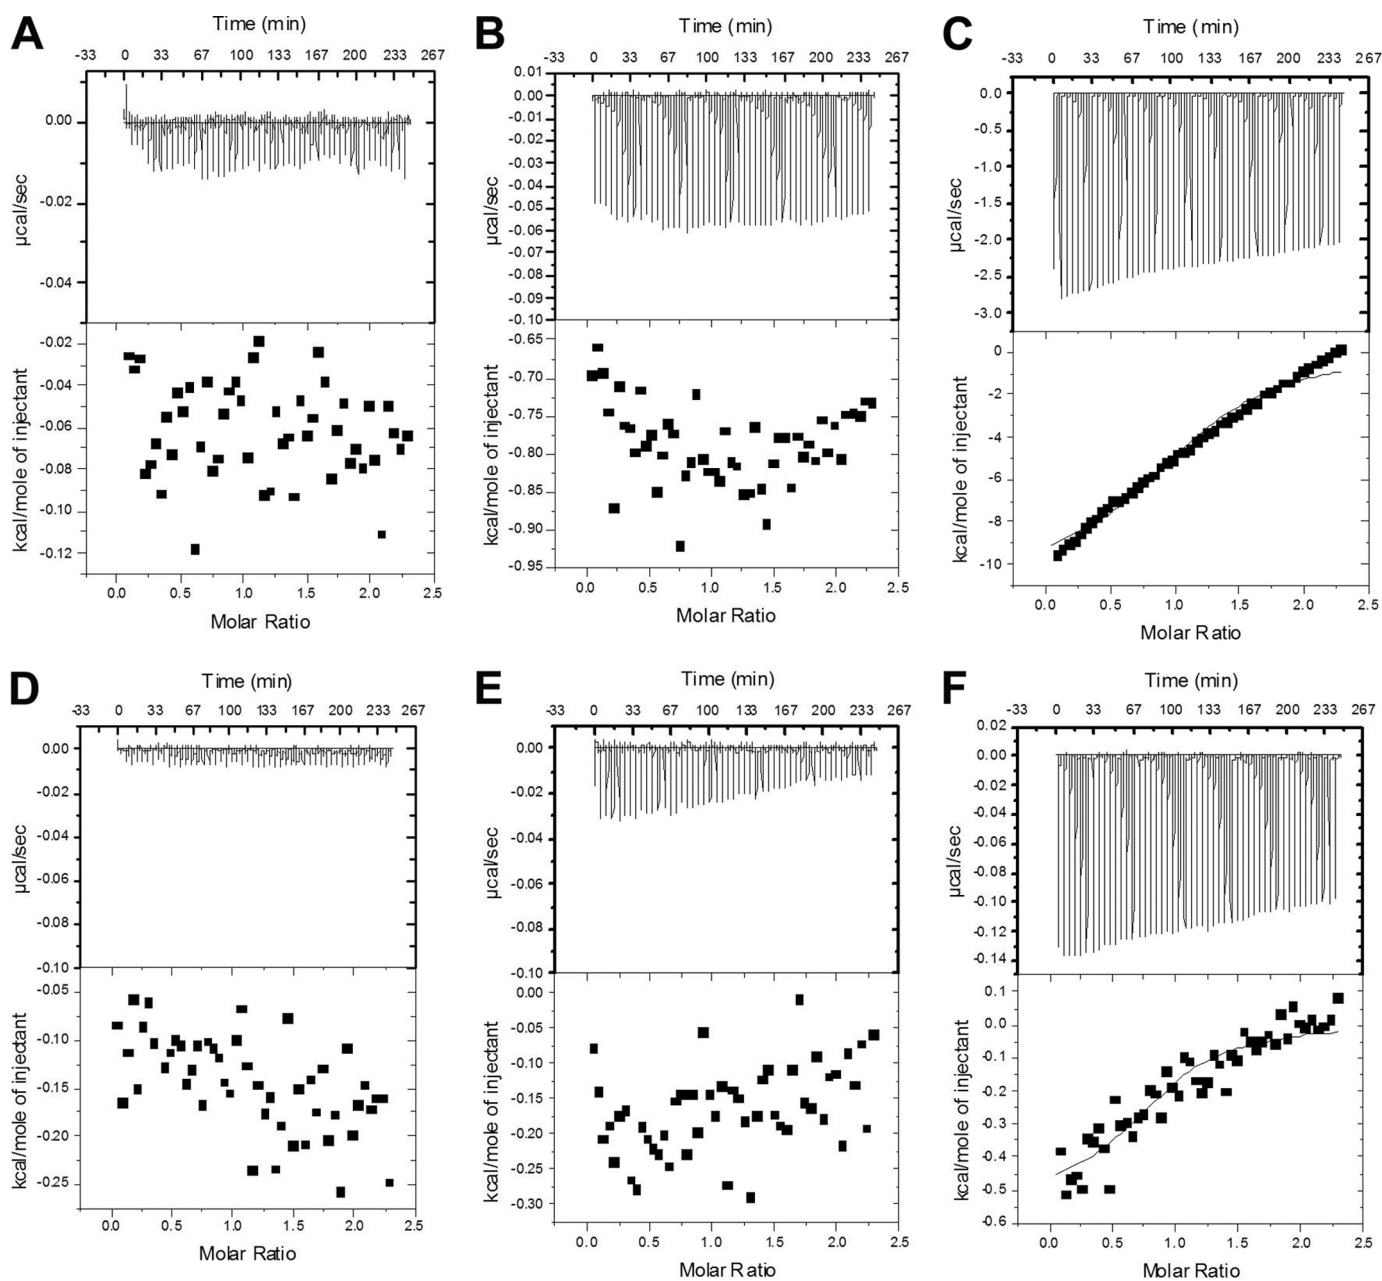 A
Time (min)
-33 0 33 67 100 133 167 200 233 267
0.00
-0.02
-0.04
µcal/sec
-0.02
-0.04
-0.06
-0.08
-0.10
-0.12
kcal/mole of injectant
0.0 0.5 1.0 1.5 2.0 2.5
Molar Ratio
B
Time (min)
-33 0 33 67 100 133 167 200 233 267
0.01
0.00
-0.01
-0.02
-0.03
-0.04
-0.05
-0.06
-0.07
-0.08
-0.09
-0.10
µcal/sec
-0.65
-0.70
-0.75
-0.80
-0.85
-0.90
-0.95
kcal/mole of injectant
0.0 0.5 1.0 1.5 2.0 2.5
Molar Ratio
C
Time (min)
-33 0 33 67 100 133 167 200 233 267
0.0
-0.5
-1.0
-1.5
-2.0
-2.5
-3.0
µcal/sec
0
-2
-4
-6
-8
-10
kcal/mole of injectant
0.0 0.5 1.0 1.5 2.0 2.5
Molar Ratio
D
Time (min)
-33 0 33 67 100 133 167 200 233 267
0.00
-0.02
-0.04
-0.06
-0.08
-0.10
µcal/sec
-0.05
-0.10
-0.15
-0.20
-0.25
kcal/mole of injectant
0.0 0.5 1.0 1.5 2.0 2.5
Molar Ratio
E
Time (min)
-33 0 33 67 100 133 167 200 233 267
0.00
-0.02
-0.04
-0.06
-0.08
-0.10
µcal/sec
0.00
-0.05
-0.10
-0.15
-0.20
-0.25
-0.30
kcal/mole of injectant
0.0 0.5 1.0 1.5 2.0 2.5
Molar Ratio
F
Time (min)
-33 0 33 67 100 133 167 200 233 267
0.02
0.00
-0.02
-0.04
-0.06
-0.08
-0.10
-0.12
-0.14
µcal/sec
0.1
0.0
-0.1
-0.2
-0.3
-0.4
-0.5
-0.6
kcal/mole of injectant
0.0 0.5 1.0 1.5 2.0 2.5
Molar Ratio